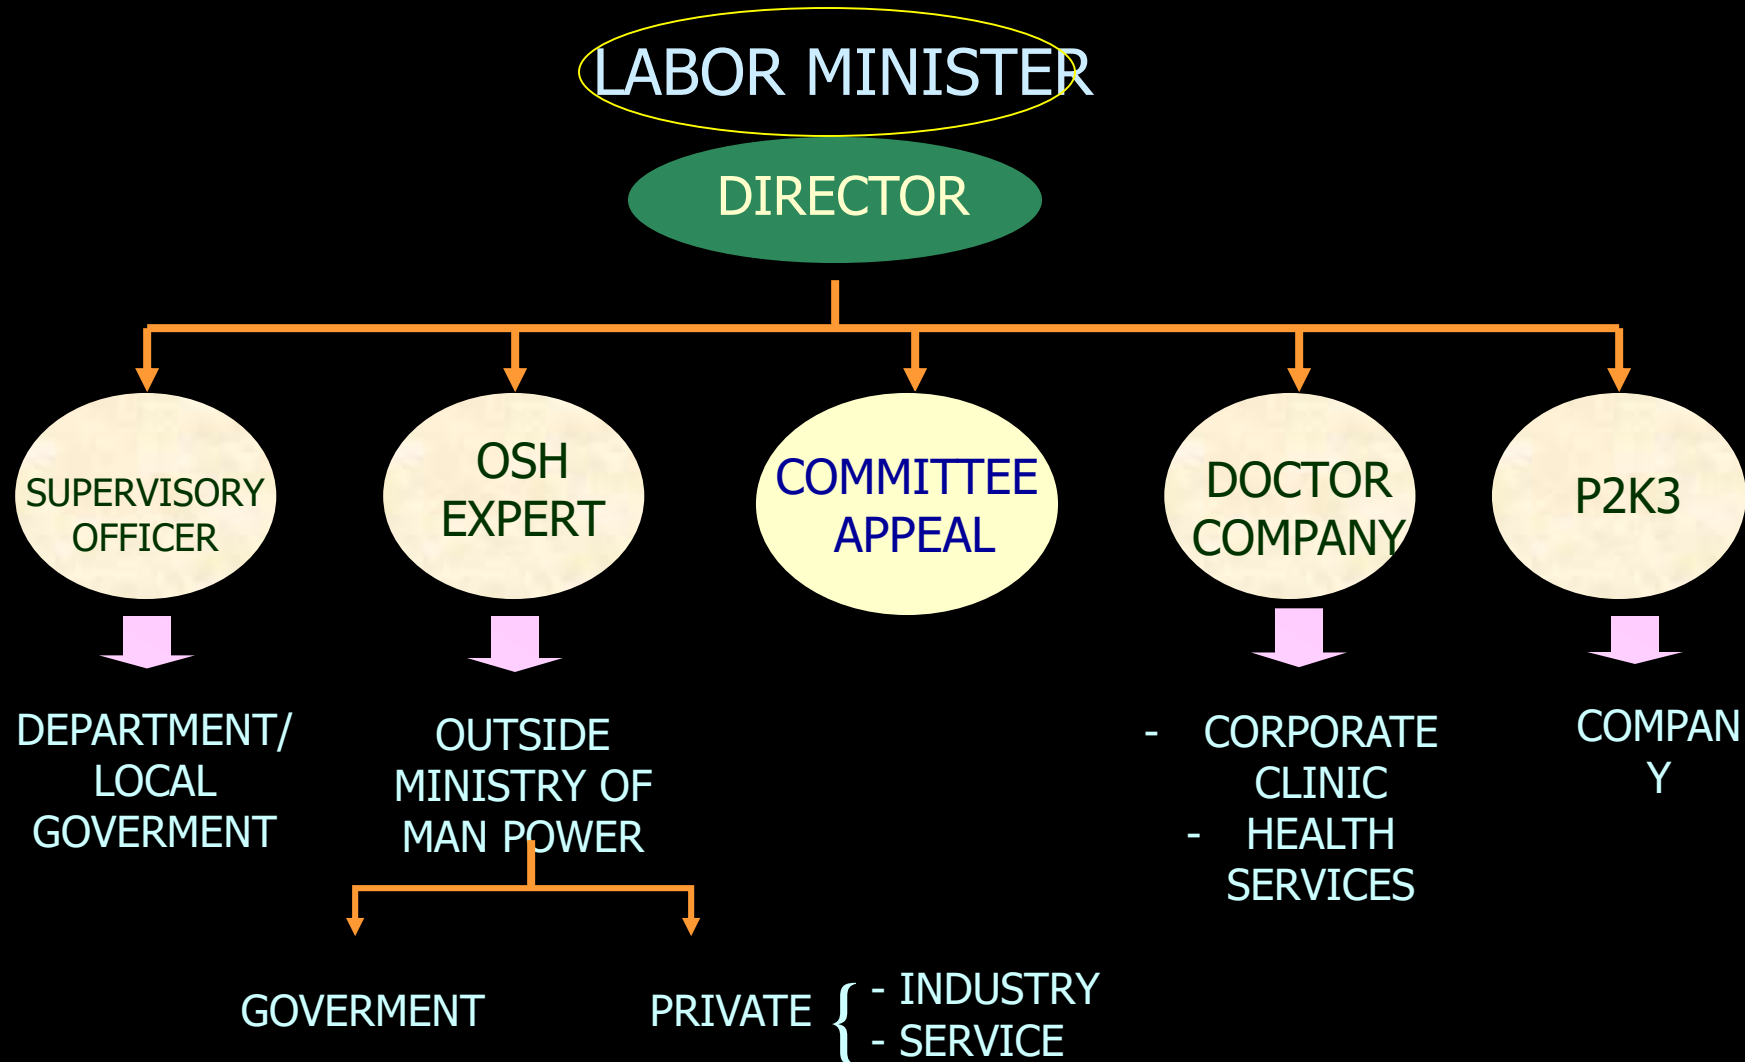 LABOR MINISTER
DIRECTOR
SUPERVISORY
OFFICER
OSH
EXPERT
COMMITTEE
APPEAL
DOCTOR
COMPANY
P2K3
DEPARTMENT/
LOCAL
GOVERMENT
OUTSIDE
MINISTRY OF
MAN POWER
- CORPORATE
CLINIC
- HEALTH
SERVICES
COMPAN
Y
GOVERMENT
PRIVATE {
- INDUSTRY
- SERVICE